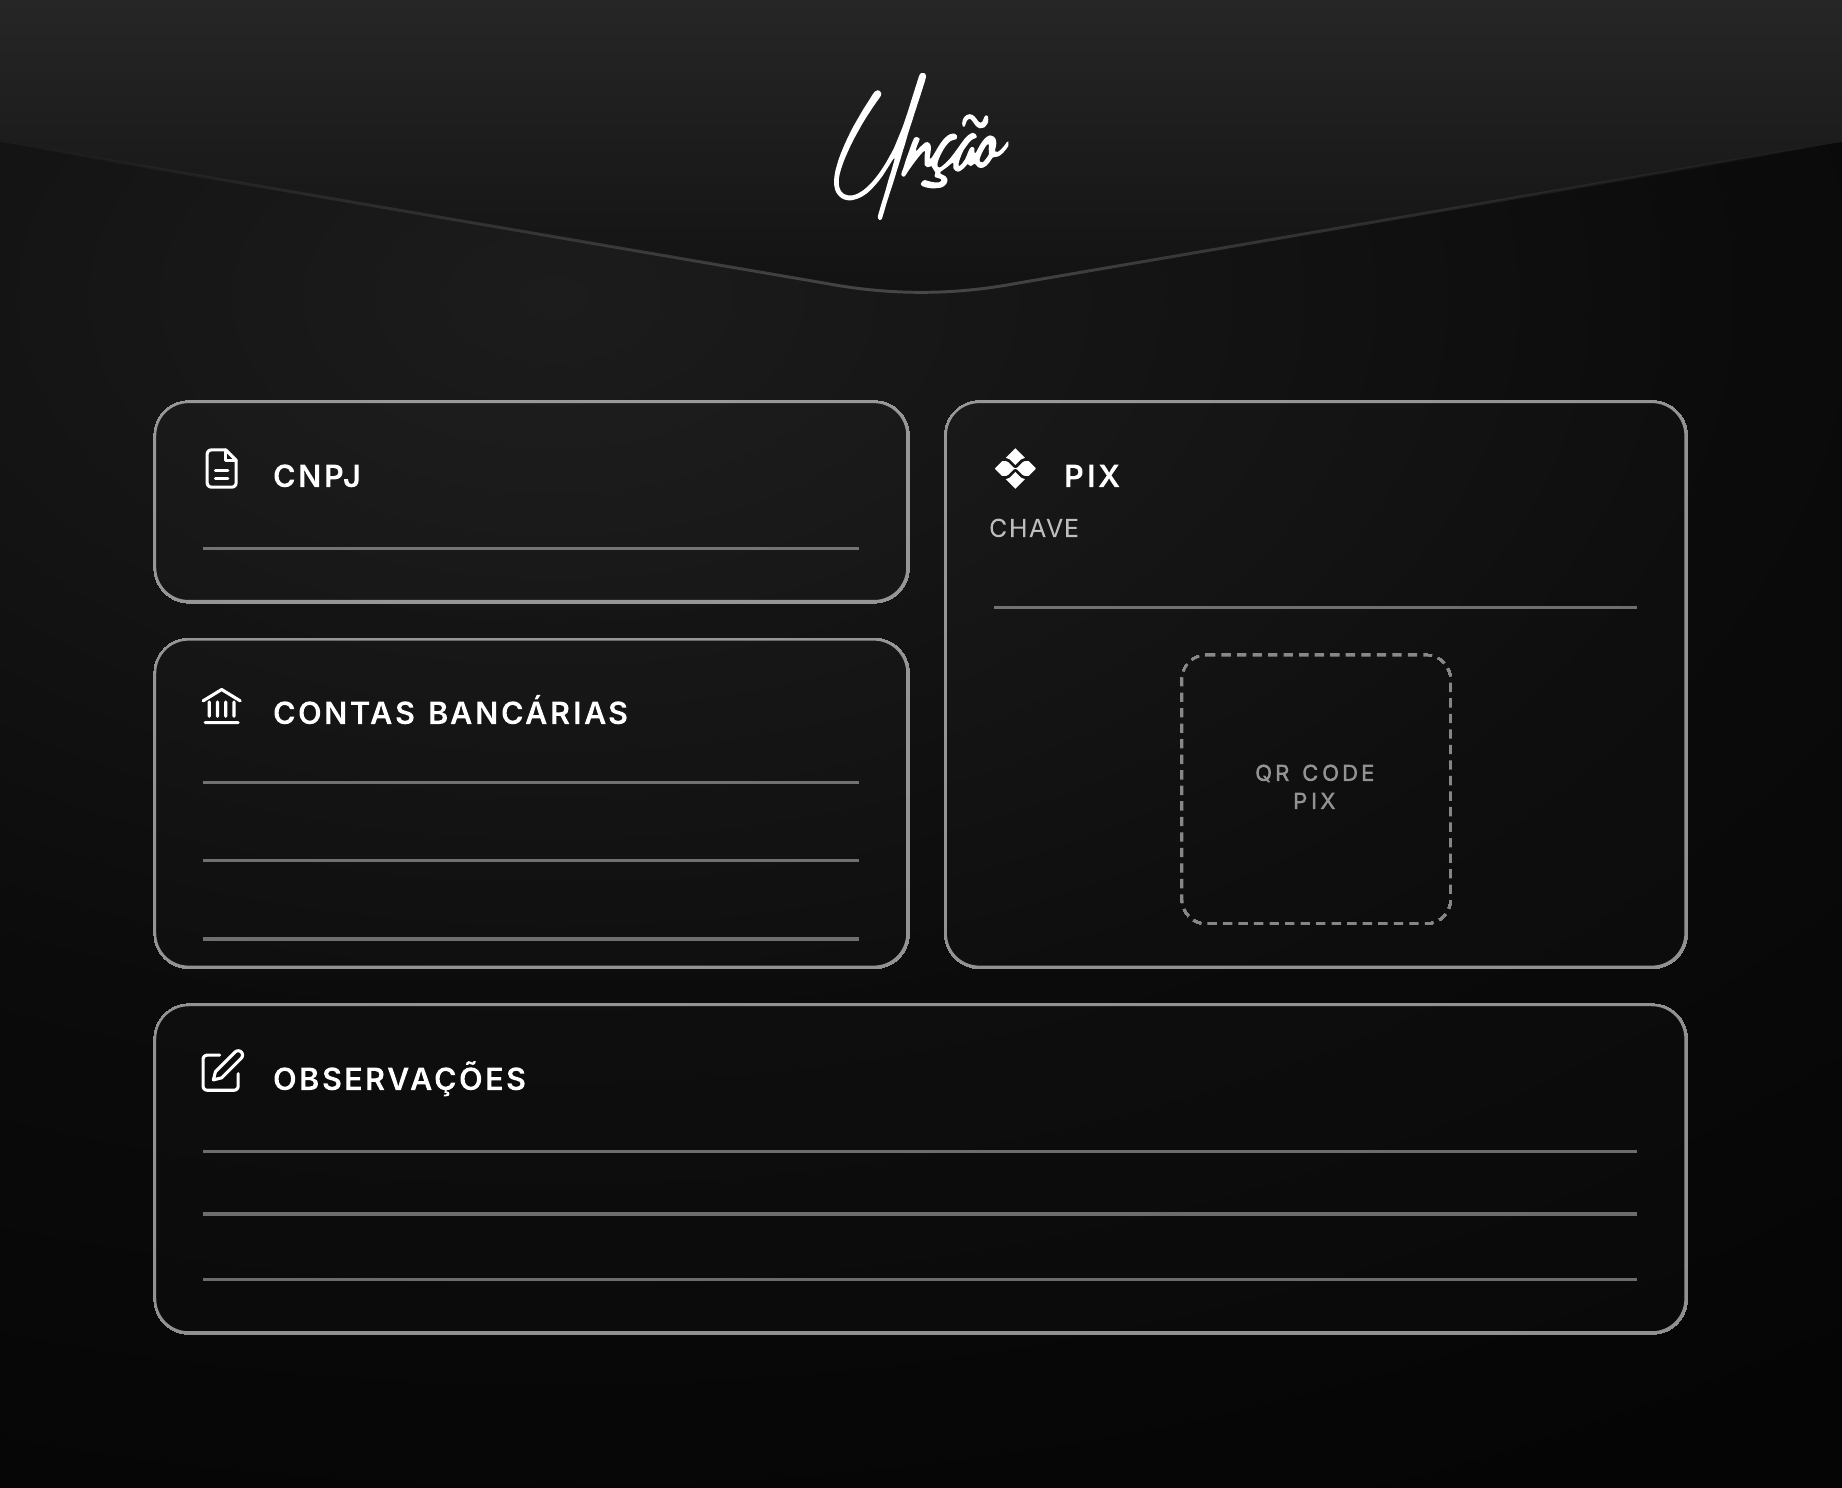 Unção
CNPJ
PIX
CHAVE
CONTAS BANCÁRIAS
QR CODE
PIX
OBSERVAÇÕES